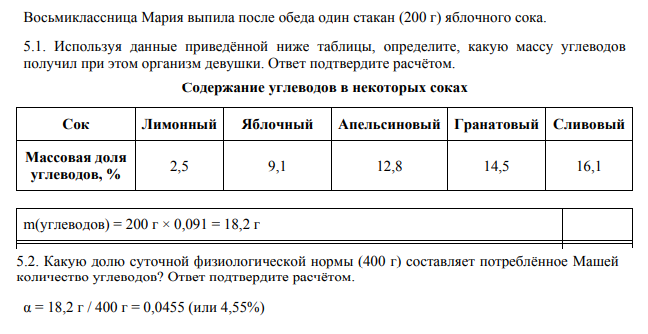 Восьмиклассница Мария выпила после обеда один стакан (200 г) яблочного сока.
5.1. Используя данные приведённой ниже таблицы, определите, какую массу углеводов
получил при этом организм девушки. Ответ подтвердите расчётом.
Содержание углеводов в некоторых соках
Сок Лимонный Яблочный Апельсиновый Гранатовый Сливовый
Массовая доля
углеводов, % 2,5 9,1 12,8 14,5 16,1
m(углеводов) = 200 г × 0,091 = 18,2 г
5.2. Какую долю суточной физиологической нормы (400 г) составляет потреблённое Машей
количество углеводов? Ответ подтвердите расчётом.
α = 18,2 г / 400 г = 0,0455 (или 4,55%)